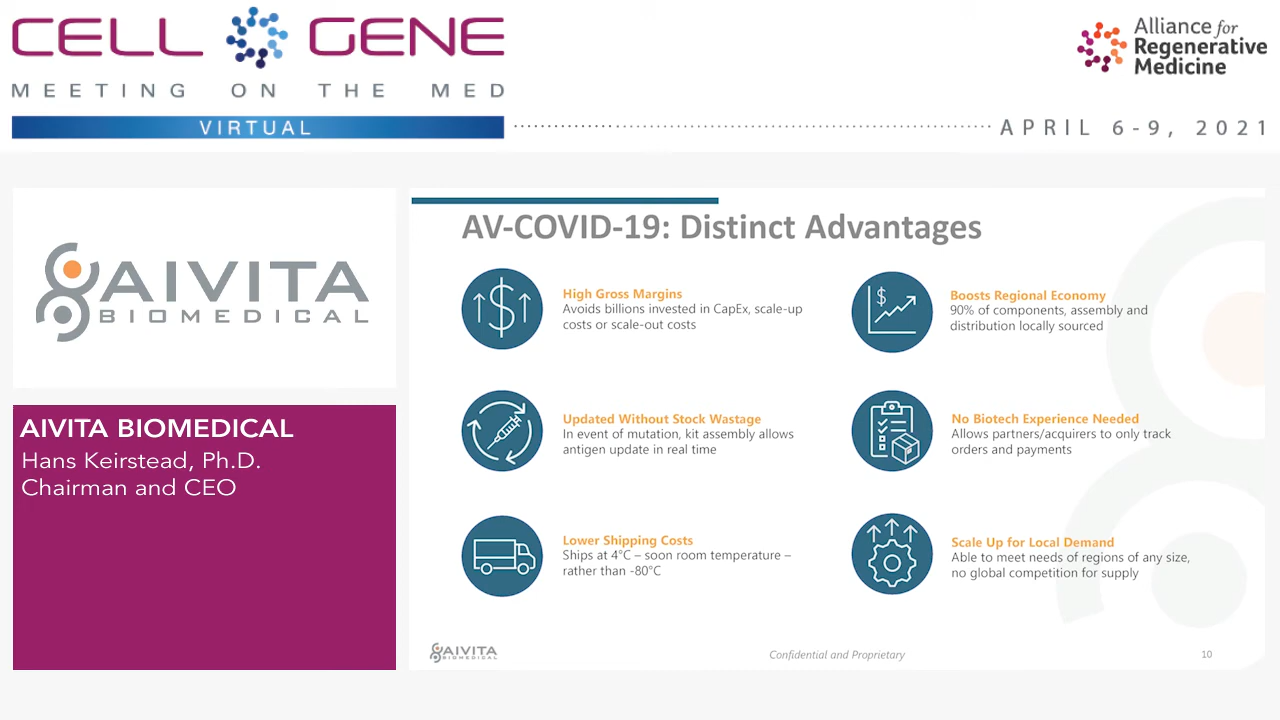 CELL GENE
MEETING ON THE MED
VIRTUAL
Alliance for
Regenerative
Medicine
APRIL 6-9, 2021
AIVITA
BIOMEDICAL
AIVITA BIOMEDICAL
Hans Keirstead, Ph.D.
Chairman and CEO
AV-COVID-19: Distinct Advantages
High Gross Margins
Avoids billions invested in CapEx, scale-up
costs or scale-out costs
Boosts Regional Economy
90% of components, assembly and
distribution locally sourced
Updated Without Stock Wastage
In event of mutation, kit assembly allows
antigen update in real time
No Biotech Experience Needed
Allows partners/acquirers to only track
orders and payments
Lower Shipping Costs
Ships at 4°C – soon room temperature –
rather than -80°C
Scale Up for Local Demand
Able to meet needs of regions of any size,
no global competition for supply
AIVITA
BIOMEDICAL
Confidential and Proprietary
10